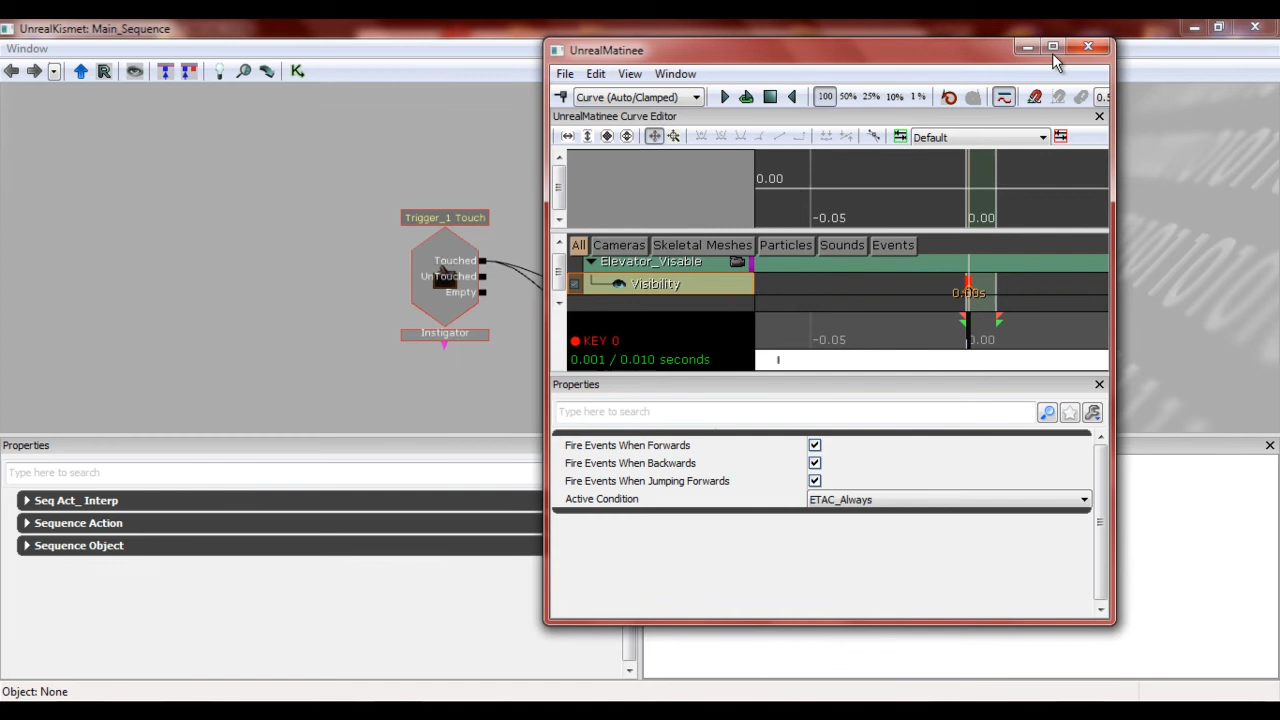 UnrealKismet: Main_Sequence
Window
Trigger_1 Touch
Touched
UnTouched
Empty
Instigator
Properties
Type here to search
Seq Act_ Interp
Sequence Action
Sequence Object
Object: None
UnrealMatinee
File Edit View Window
Curve (Auto/Clamped) 100 50% 25% 10% 1% 0.5
UnrealMatinee Curve Editor
Default
0.00
-0.05 0.00
All Cameras Skeletal Meshes Particles Sounds Events
Elevator_Visable
Visibility
0.00s
KEY 0
-0.05 0.00
0.001 / 0.010 seconds
Properties
Type here to search
Fire Events When Forwards
Fire Events When Backwards
Fire Events When Jumping Forwards
Active Condition ETAC_Always